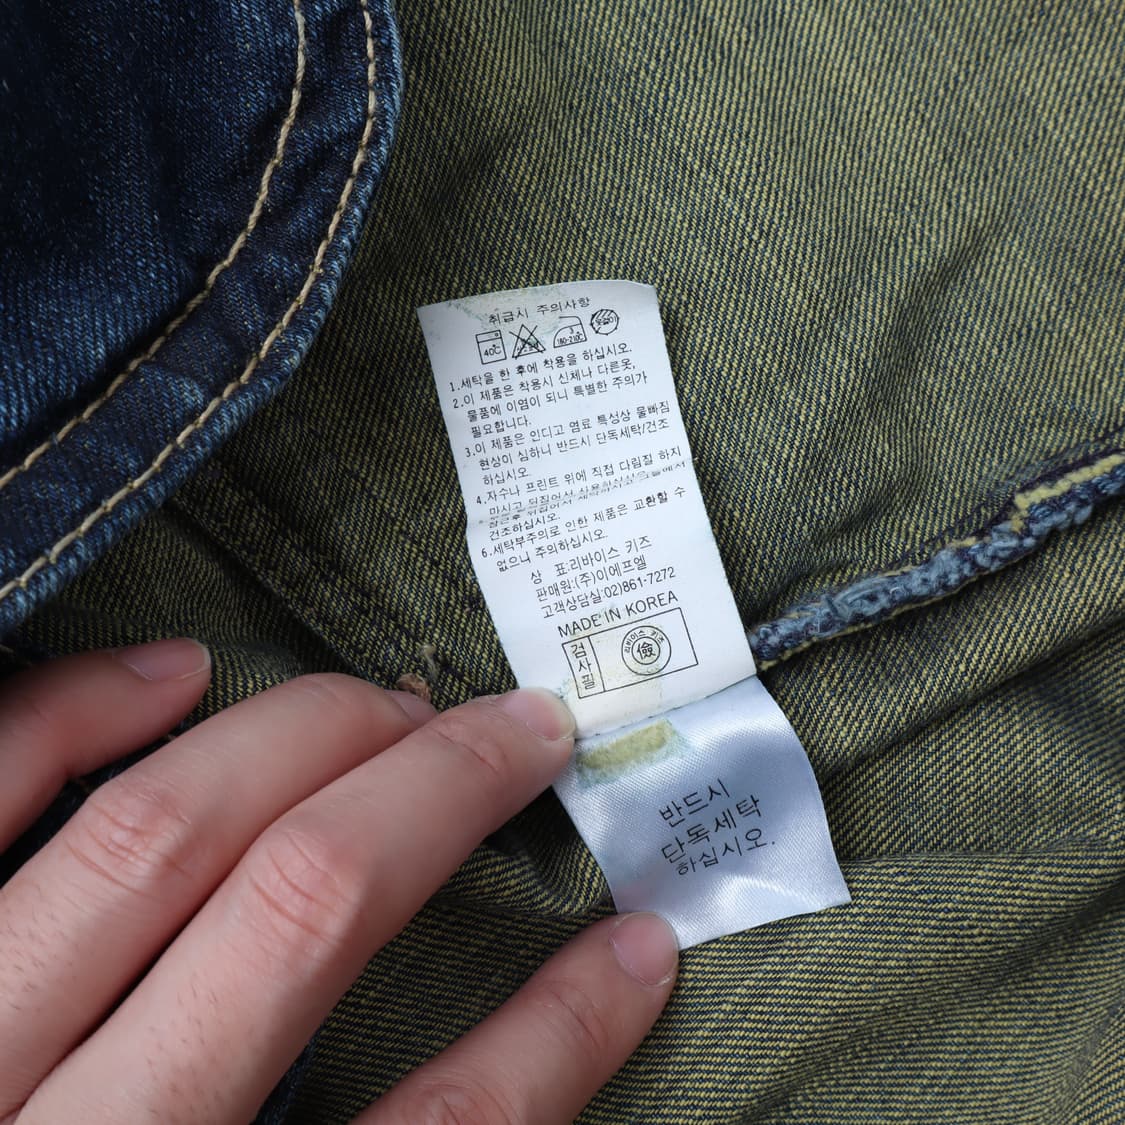 취급시 주의사항
40℃
3
180-210℃
1.세탁을 한 후에 착용을 하십시오.
2.이 제품은 착용시 신체나 다른옷,
물품에 이염이 되니 특별한 주의가
필요합니다.
3.이 제품은 인디고 염료 특성상 물빠짐
현상이 심하니 반드시 단독세탁/건조
하십시오.
4.자수나 프린트 위에 직접 다림질 하지
마시고 뒤집어서
건조하십시오.
6.세탁부주의로 인한 제품은 교환할 수
없으니 주의하십시오.
상 표:리바이스 키즈
판매원:(주)이에프엘
고객상담실:02)861-7272
MADE IN KOREA
검사필
리바이스 키즈
儉
반드시
단독세탁
하십시오.